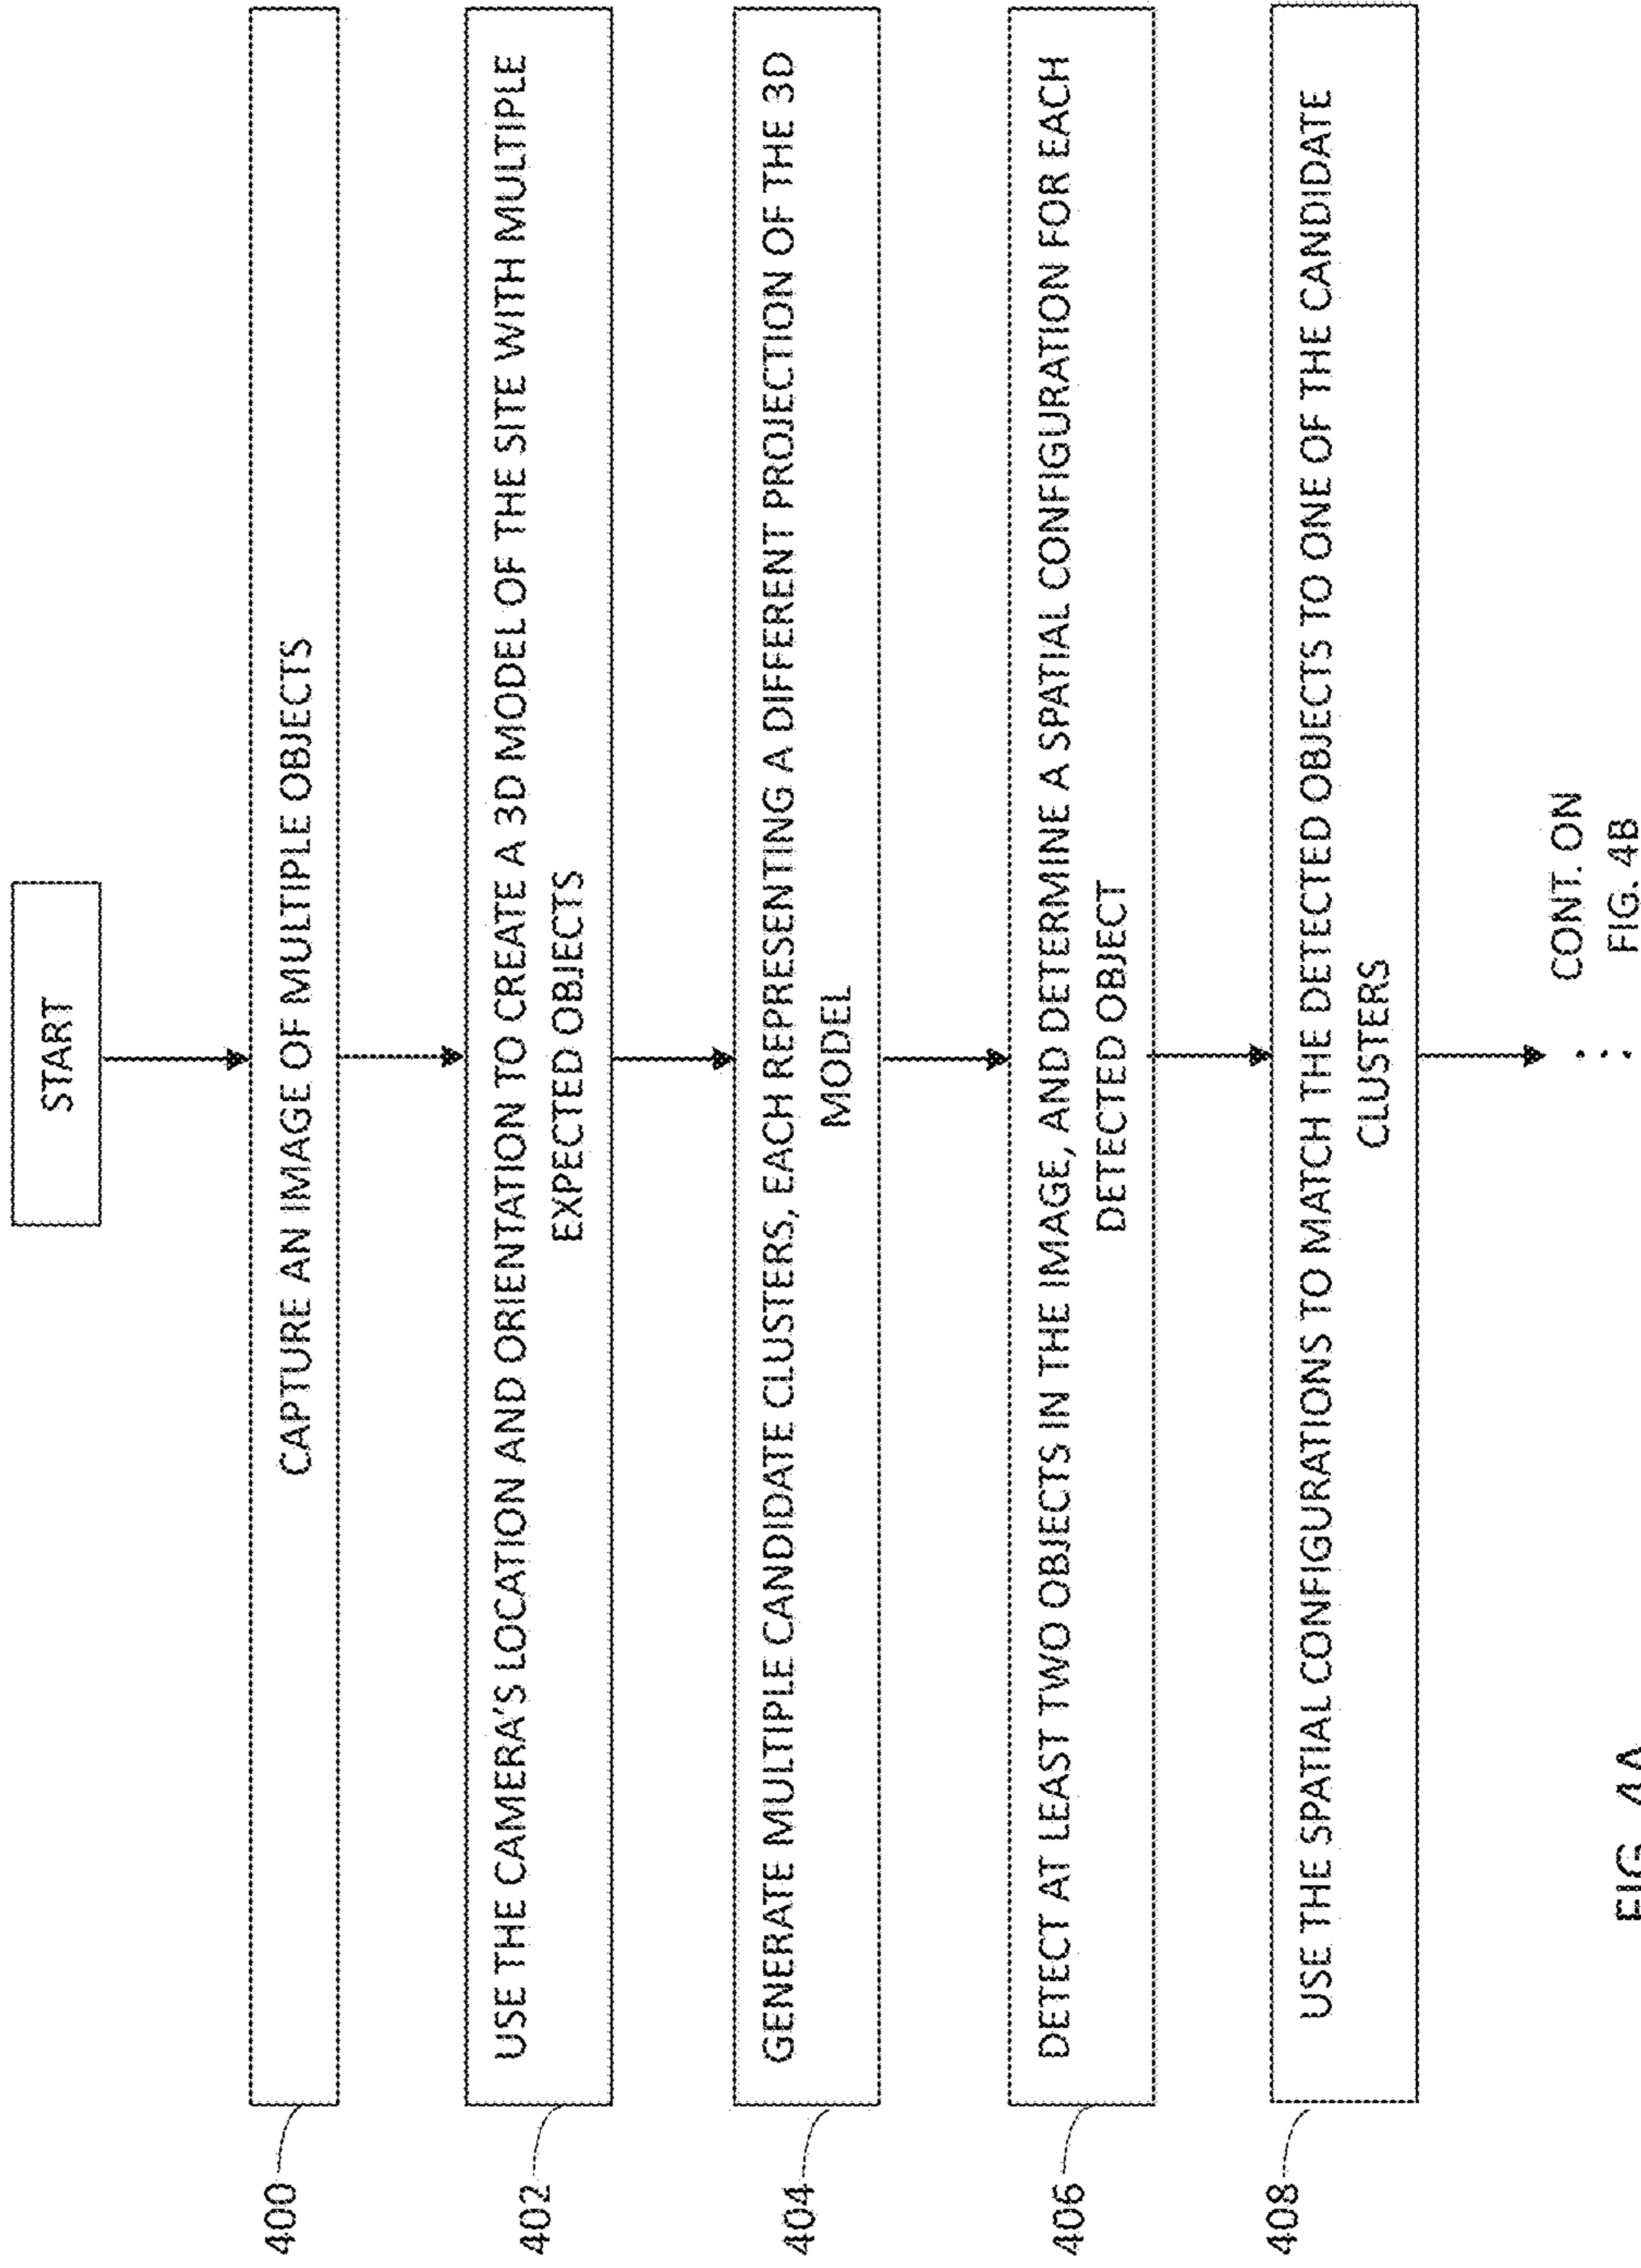 START
400
CAPTURE AN IMAGE OF MULTIPLE OBJECTS
402
USE THE CAMERA'S LOCATION AND ORIENTATION TO CREATE A 3D MODEL OF THE SITE WITH MULTIPLE
EXPECTED OBJECTS
404
GENERATE MULTIPLE CANDIDATE CLUSTERS, EACH REPRESENTING A DIFFERENT PROJECTION OF THE 3D
MODEL
406
DETECT AT LEAST TWO OBJECTS IN THE IMAGE, AND DETERMINE A SPATIAL CONFIGURATION FOR EACH
DETECTED OBJECT
408
USE THE SPATIAL CONFIGURATIONS TO MATCH THE DETECTED OBJECTS TO ONE OF THE CANDIDATE
CLUSTERS
CONT. ON
FIG. 4B
FIG. 4A